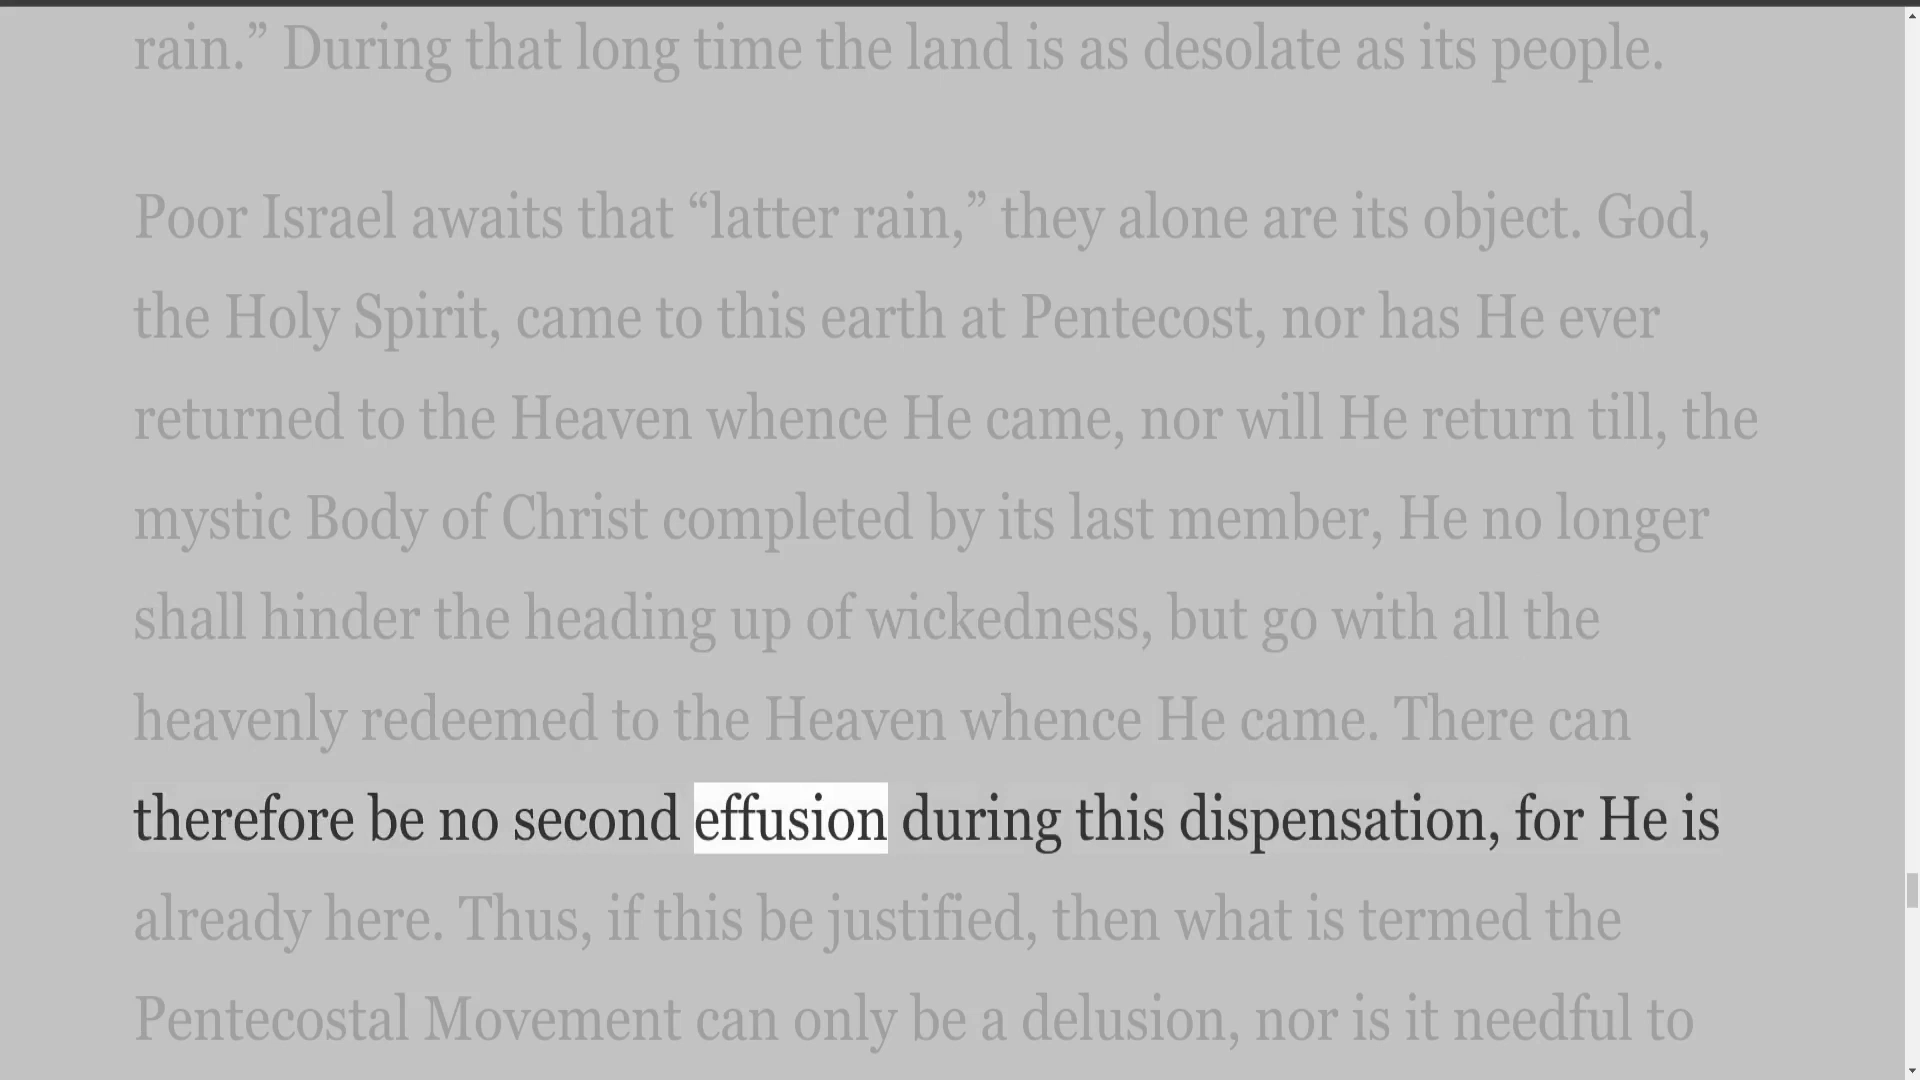 rain.” During that long time the land is as desolate as its people.
Poor Israel awaits that “latter rain,” they alone are its object. God,
the Holy Spirit, came to this earth at Pentecost, nor has He ever
returned to the Heaven whence He came, nor will He return till, the
mystic Body of Christ completed by its last member, He no longer
shall hinder the heading up of wickedness, but go with all the
heavenly redeemed to the Heaven whence He came. There can
therefore be no second effusion during this dispensation, for He is
already here. Thus, if this be justified, then what is termed the
Pentecostal Movement can only be a delusion, nor is it needful to